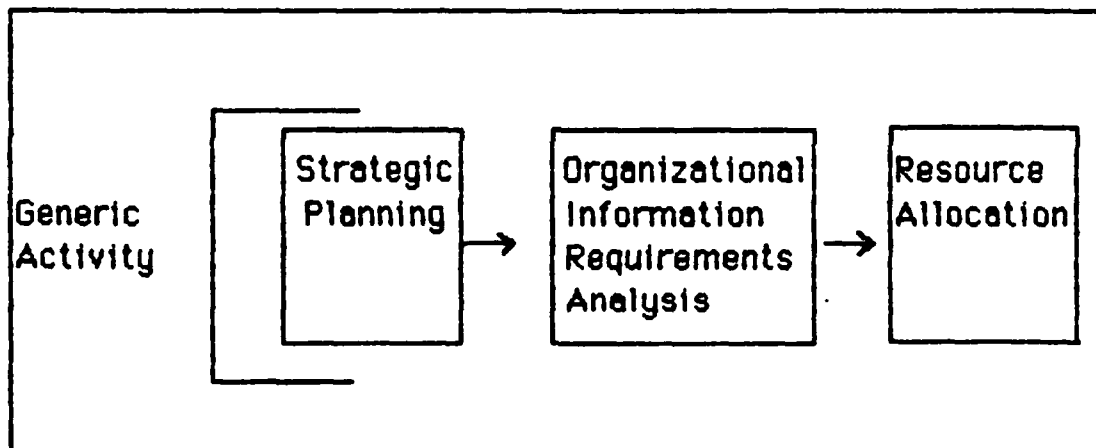 Generic
Activity
Strategic
Planning
Organizational
Information
Requirements
Analysis
Resource
Allocation